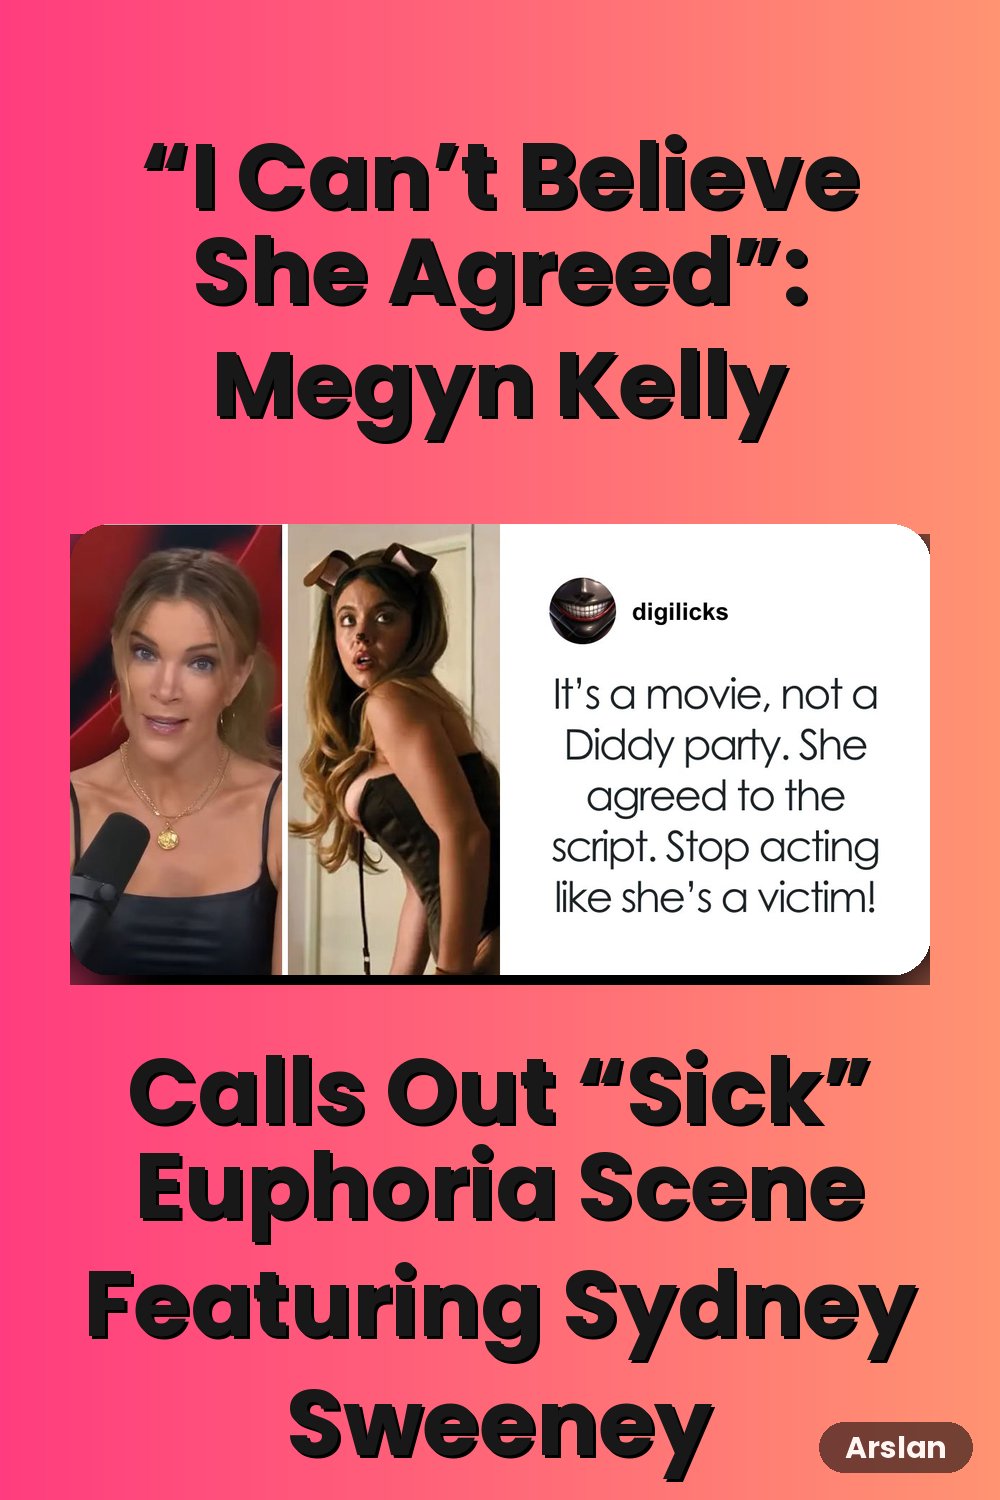 “I Can’t Believe
She Agreed”:
Megyn Kelly
digilicks
It’s a movie, not a
Diddy party. She
agreed to the
script. Stop acting
like she’s a victim!
Calls Out “Sick”
Euphoria Scene
Featuring Sydney
Sweeney
Arslan